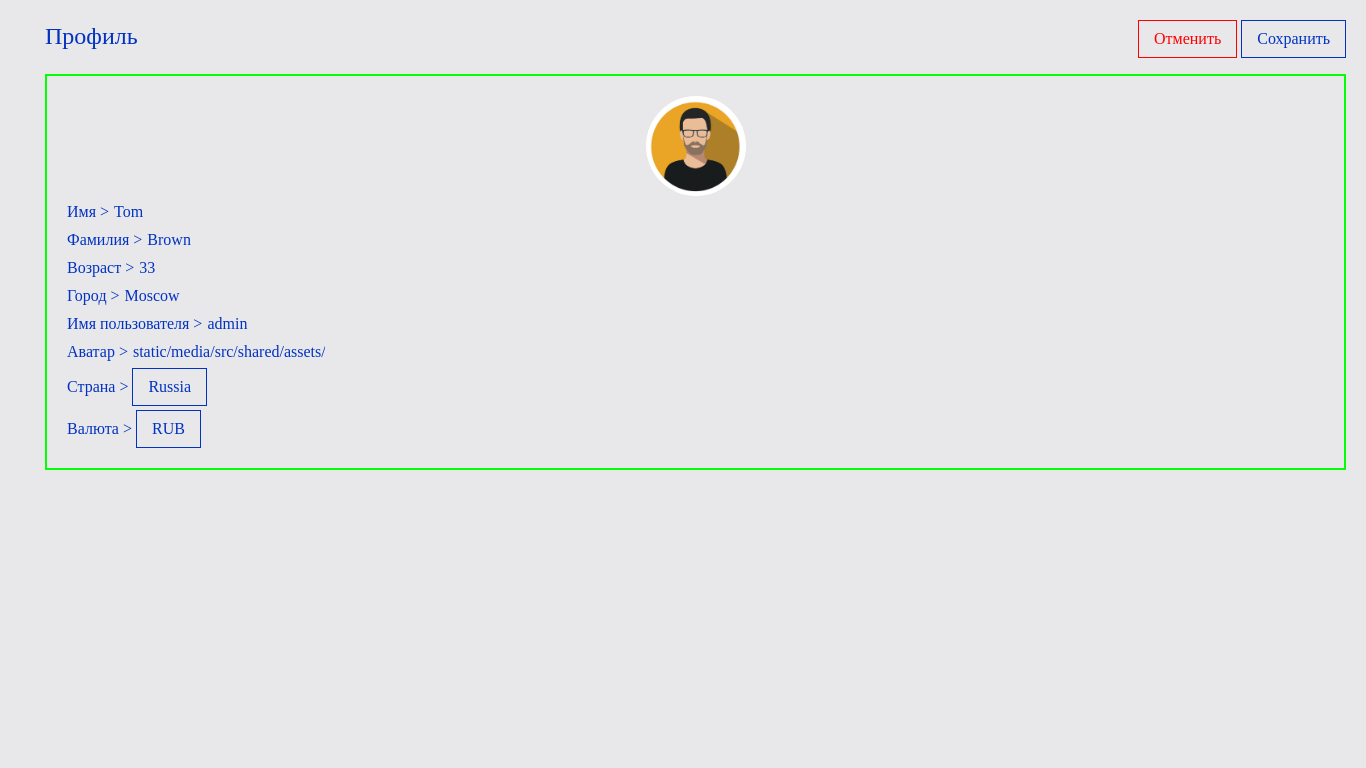 Профиль
Отменить Сохранить
Имя > Tom
Фамилия > Brown
Возраст > 33
Город > Moscow
Имя пользователя > admin
Аватар > static/media/src/shared/assets/
Страна > Russia
Валюта > RUB